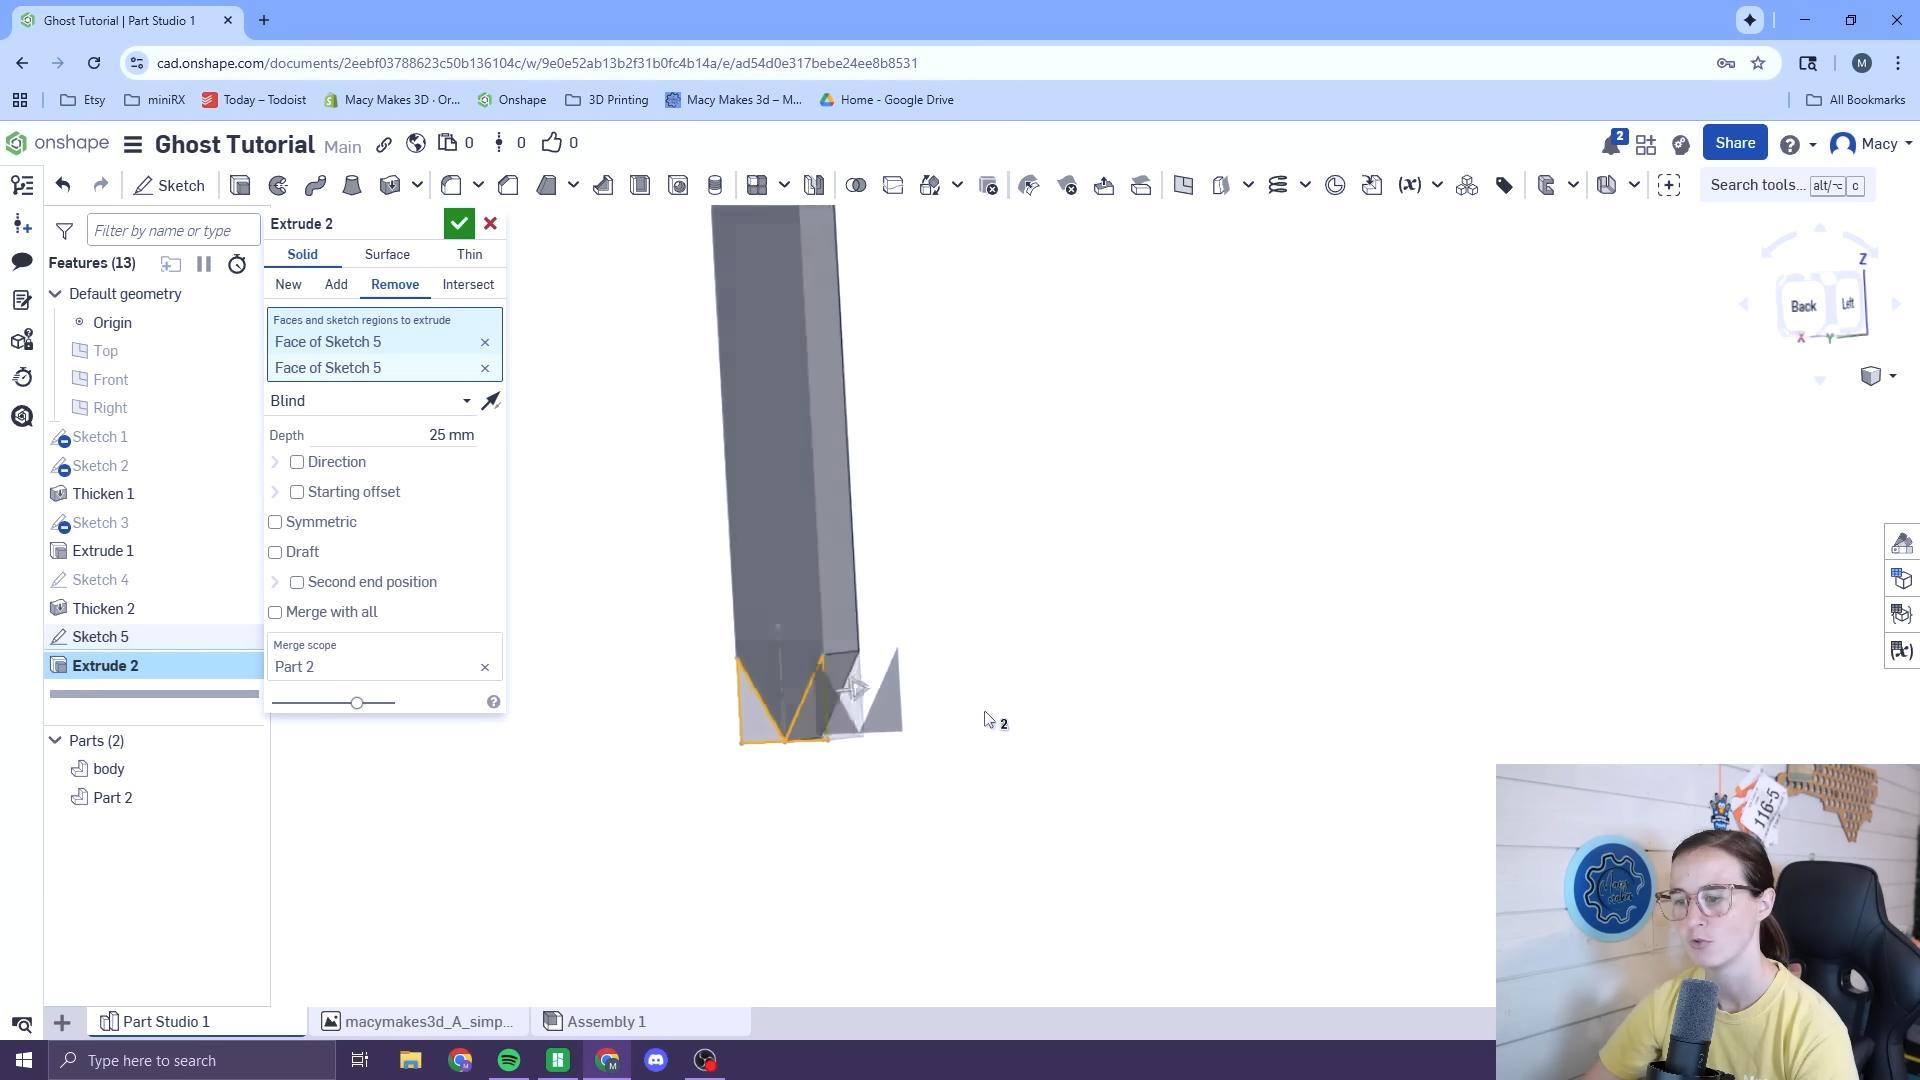 Ghost Tutorial | Part Studio 1
cad.onshape.com/documents/2eebf03788623c50b136104c/w/9e0e52ab13b2f31b0fc4b14a/e/ad54d0e317bebe24ee8b8531
M
Etsy
miniRX
Today – Todoist
Macy Makes 3D · Or...
Onshape
3D Printing
Macy Makes 3d – M...
Home - Google Drive
All Bookmarks
onshape
Ghost Tutorial
Main
0
0
0
2
Share
Macy
Sketch
(x)
Search tools...
alt/⌥
c
Filter by name or type
Features (13)
Default geometry
Origin
Top
Front
Right
Sketch 1
Sketch 2
Thicken 1
Sketch 3
Extrude 1
Sketch 4
Thicken 2
Sketch 5
Extrude 2
Parts (2)
body
Part 2
Extrude 2
Solid
Surface
Thin
New
Add
Remove
Intersect
Faces and sketch regions to extrude
Face of Sketch 5
Face of Sketch 5
Blind
Depth
25 mm
Direction
Starting offset
Symmetric
Draft
Second end position
Merge with all
Merge scope
Part 2
2
Z
Back
Left
X
Y
(x)
116-5
Part Studio 1
macymakes3d_A_simp...
Assembly 1
Type here to search